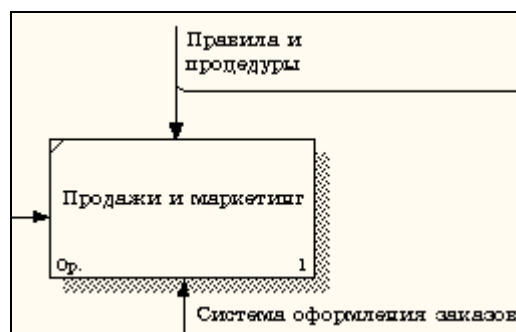 Правила и
процедуры
Продажи и маркетинг
0р.
1
Система оформления заказов